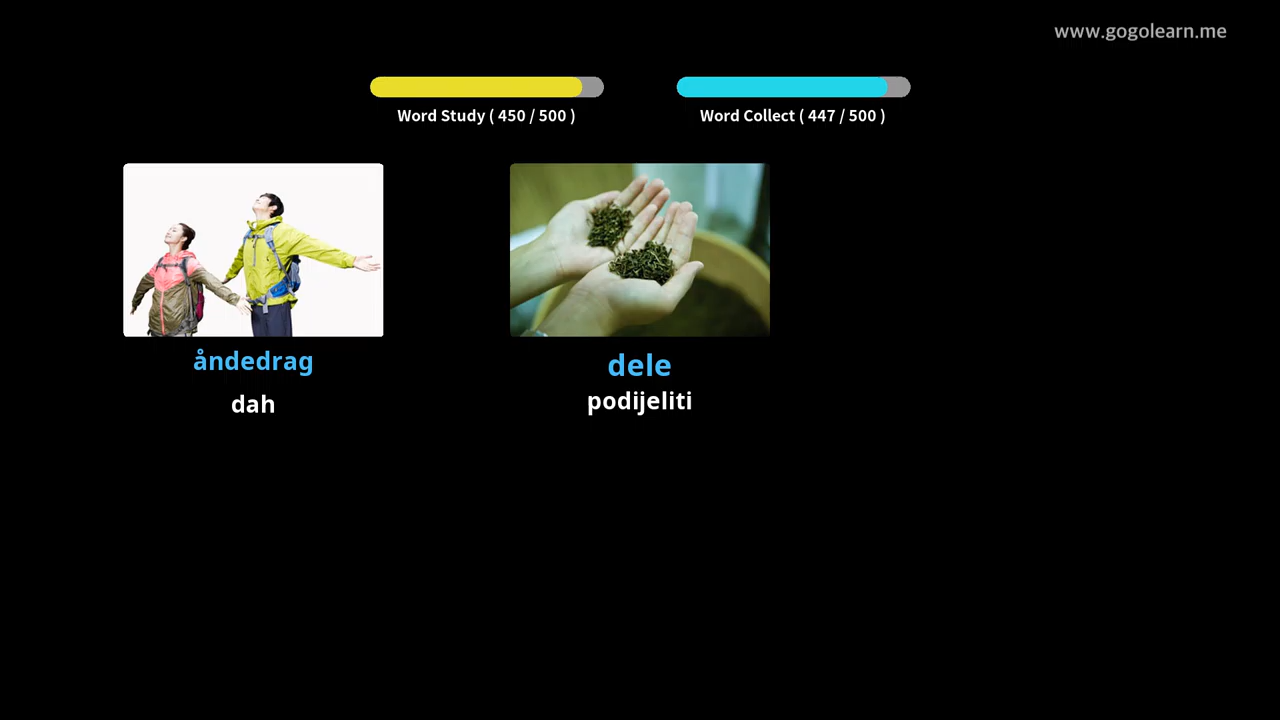 www.gogolearn.me
Word Study ( 450 / 500 )
Word Collect ( 447 / 500 )
åndedrag
dah
dele
podijeliti